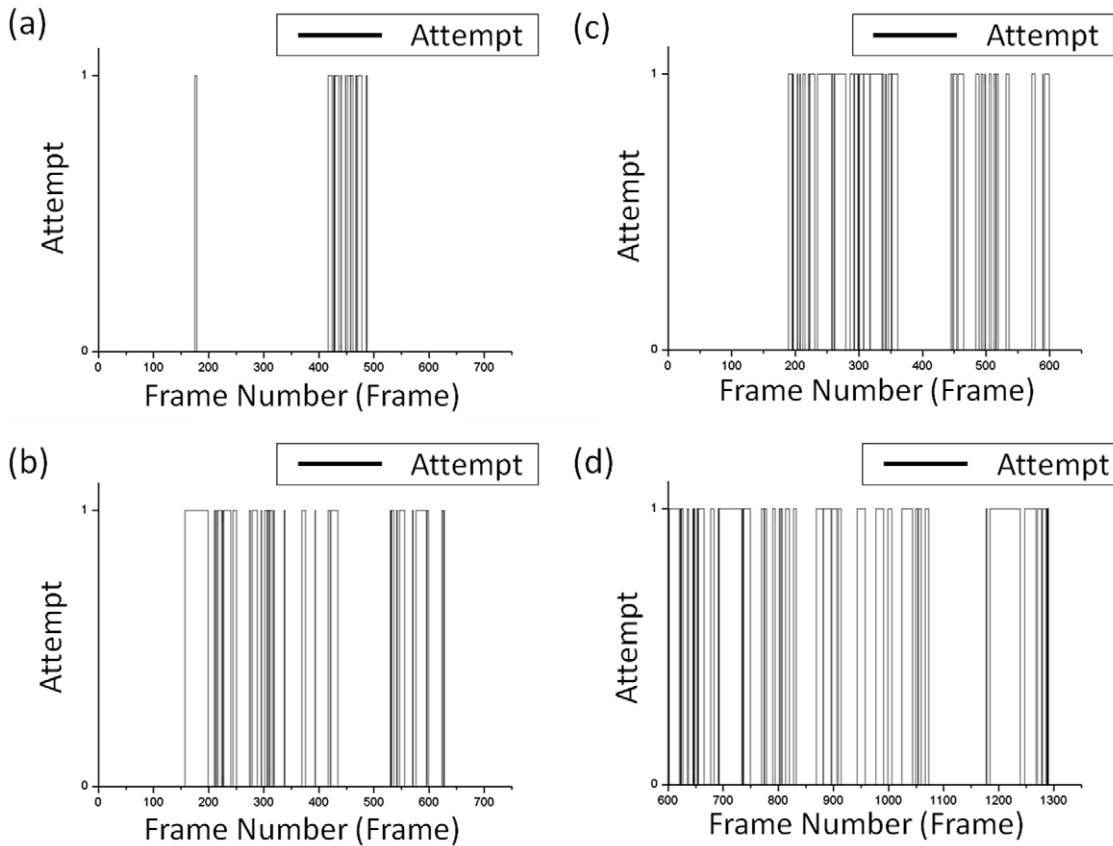 (a)
Attempt
1
Attempt
0
0 100 200 300 400 500 600 700
Frame Number (Frame)
(c)
Attempt
1
Attempt
0
0 100 200 300 400 500 600
Frame Number (Frame)
(b)
Attempt
1
Attempt
0
0 100 200 300 400 500 600 700
Frame Number (Frame)
(d)
Attempt
1
Attempt
0
600 700 800 900 1000 1100 1200 1300
Frame Number (Frame)